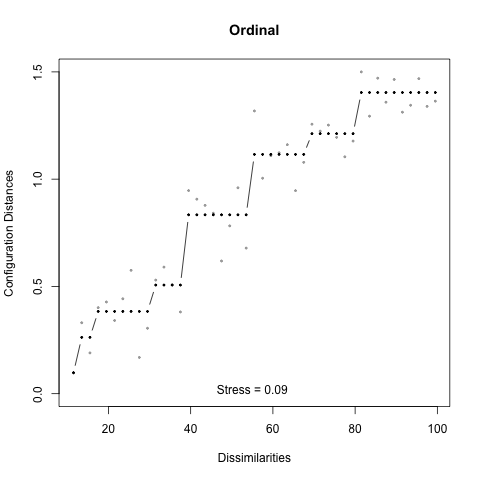 Ordinal
Configuration Distances
1.5
1.0
0.5
0.0
Stress = 0.09
20 40 60 80 100
Dissimilarities